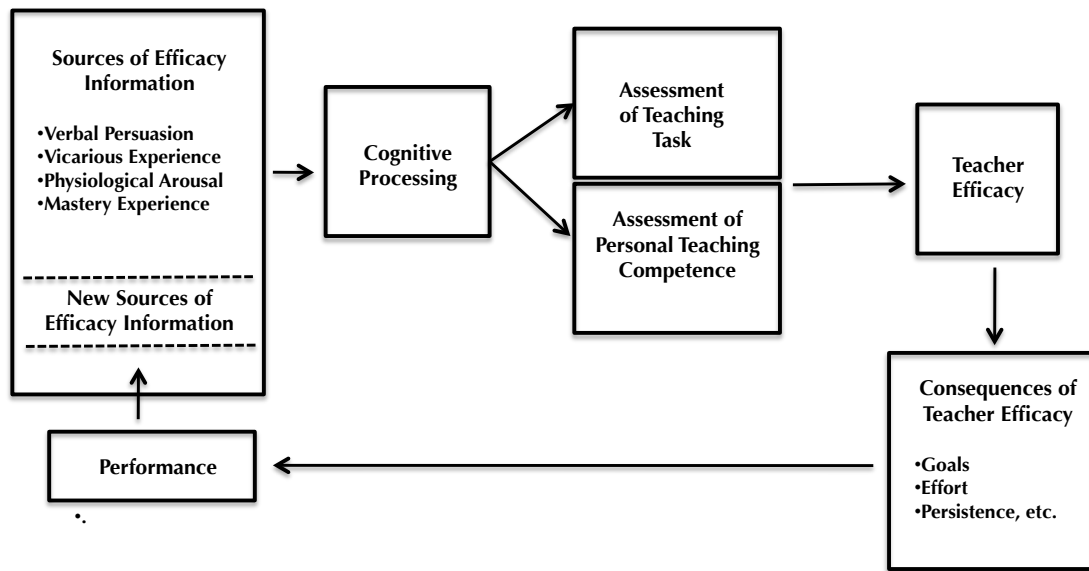 Sources of Efficacy
Information
•Verbal Persuasion
•Vicarious Experience
•Physiological Arousal
•Mastery Experience
New Sources of
Efficacy Information
Cognitive
Processing
Assessment
of Teaching
Task
Assessment of
Personal Teaching
Competence
Teacher
Efficacy
Consequences of
Teacher Efficacy
•Goals
•Effort
•Persistence, etc.
Performance
•.